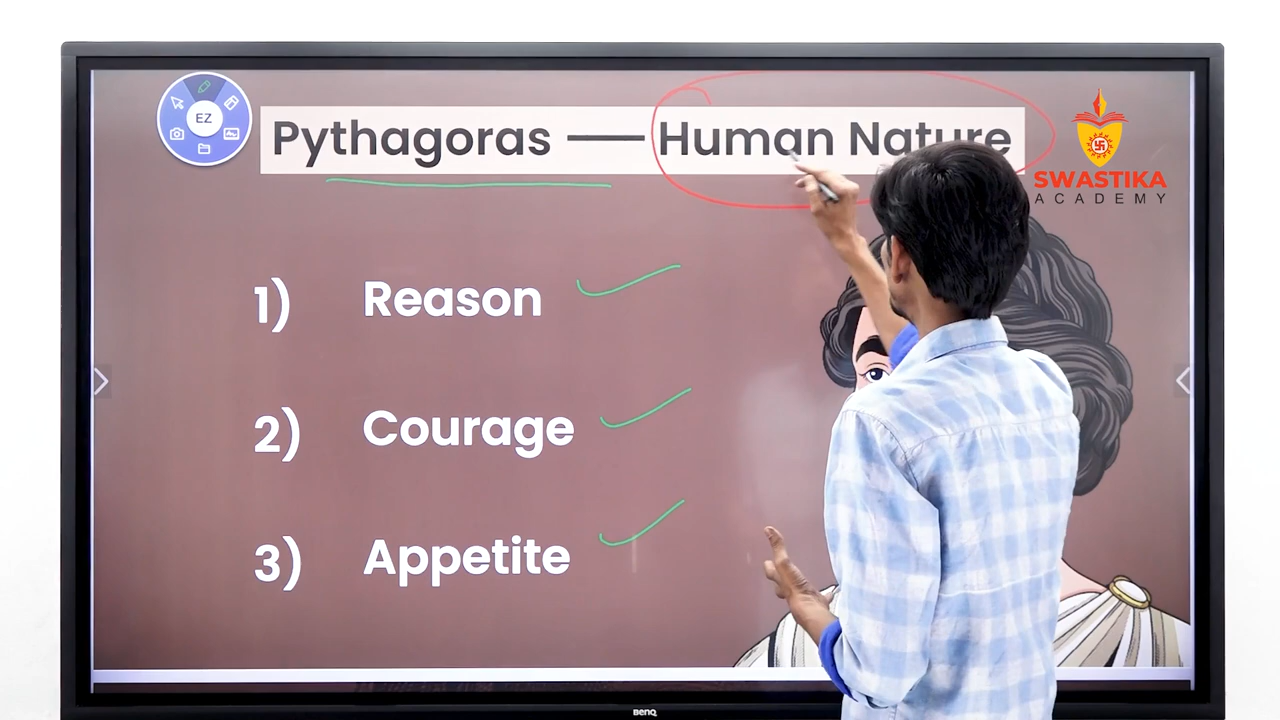 EZ
Pythagoras — Human Nature
SWASTIKA
ACADEMY
1) Reason
2) Courage
3) Appetite
BenQ